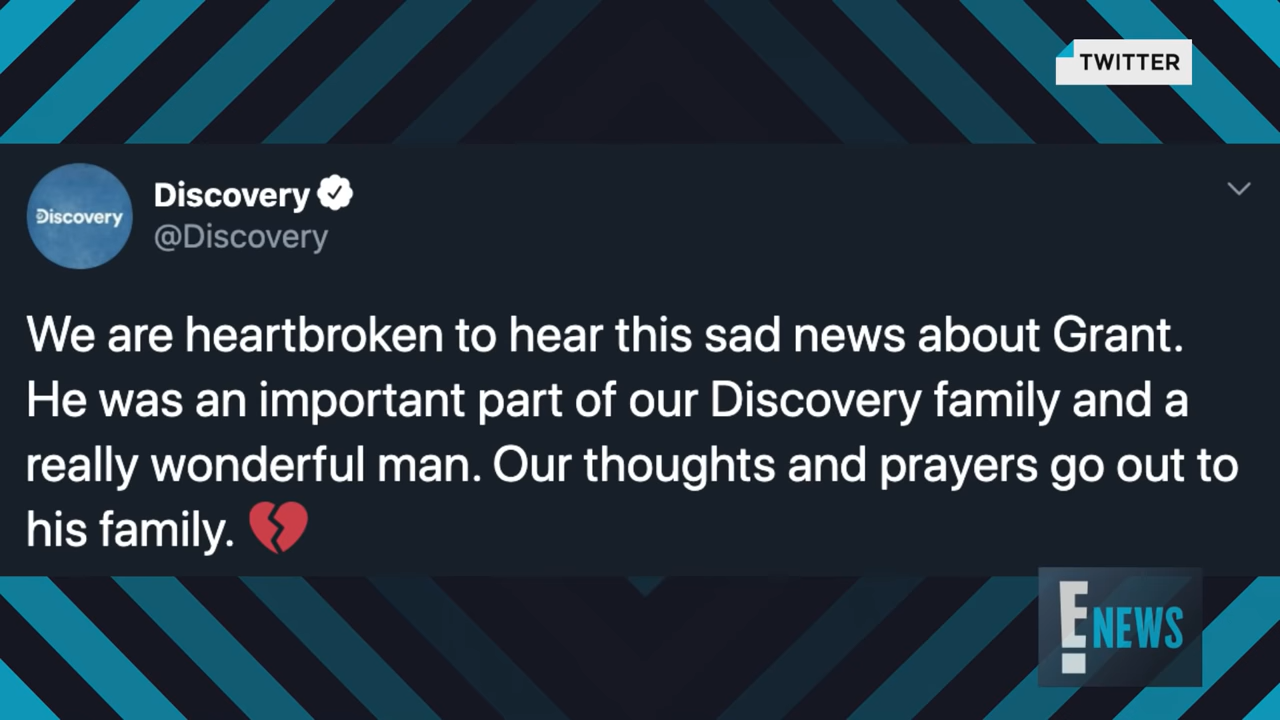 TWITTER
Discovery
Discovery
@Discovery
We are heartbroken to hear this sad news about Grant.
He was an important part of our Discovery family and a
really wonderful man. Our thoughts and prayers go out to
his family. 💔
E! NEWS